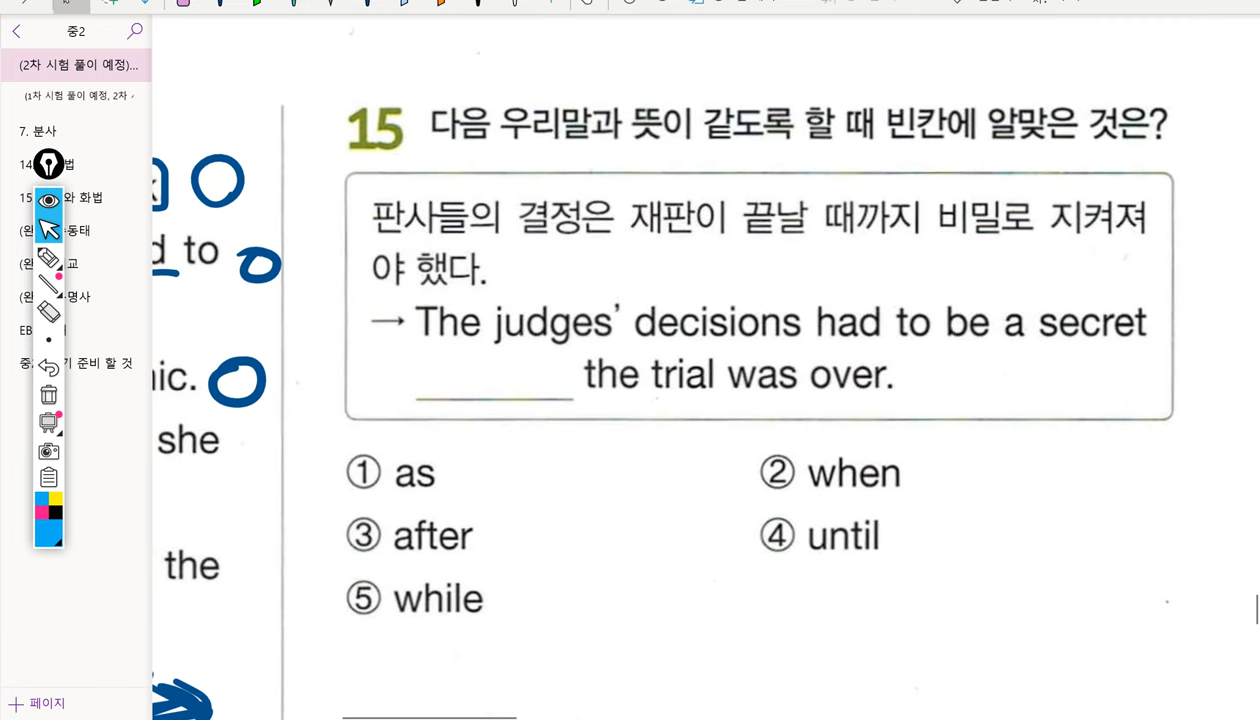 중2
(2차 시험 풀이 예정)...
(1차 시험 풀이 예정, 2차
7. 분사
14 법
15 와 화법
(완 동태
(완 교
(완 명사
EB
중2 기 준비 할 것
페이지
d to
nic.
she
the
15 다음 우리말과 뜻이 같도록 할 때 빈칸에 알맞은 것은?
판사들의 결정은 재판이 끝날 때까지 비밀로 지켜져
야 했다.
→ The judges' decisions had to be a secret
________ the trial was over.
① as
② when
③ after
④ until
⑤ while